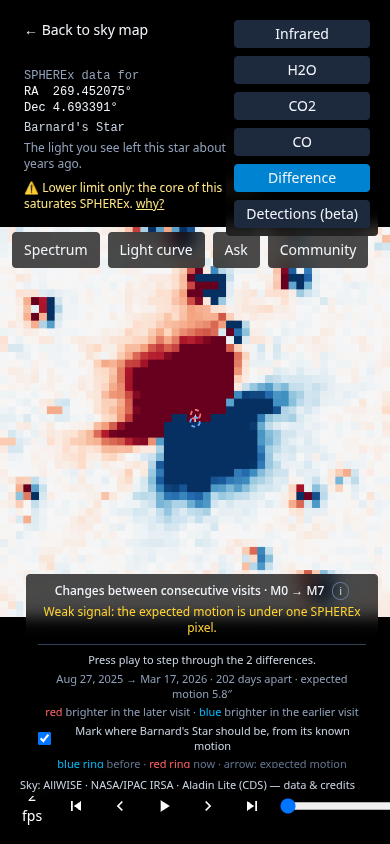 ← Back to sky map
Infrared
H2O
CO2
CO
Difference
Detections (beta)
SPHEREx data for
RA 269.452075°
Dec 4.693391°
Barnard's Star
The light you see left this star about
years ago.
⚠️ Lower limit only: the core of this
saturates SPHEREx. why?
Spectrum
Light curve
Ask
Community
Changes between consecutive visits · M0 → M7 i
Weak signal: the expected motion is under one SPHEREx
pixel.
Press play to step through the 2 differences.
Aug 27, 2025 → Mar 17, 2026 · 202 days apart · expected
motion 5.8″
red brighter in the later visit · blue brighter in the earlier visit
Mark where Barnard's Star should be, from its known
motion
blue ring before · red ring now · arrow: expected motion
Sky: AllWISE · NASA/IPAC IRSA · Aladin Lite (CDS) — data & credits
2
fps